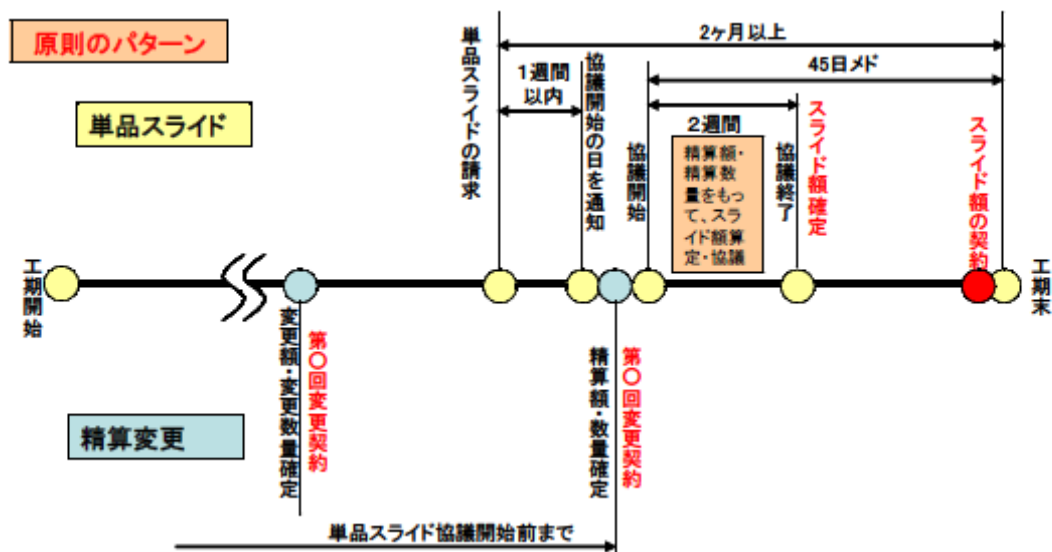 原則のパターン
単品スライド
単品スライドの請求
2ヶ月以上
1週間
以内
協議開始の日を通知
45日メド
2週間
協議開始
精算額・
精算数
量をもっ
て、スラ
イド額算
定・協議
協議終了
スライド額確定
スライド額の契約
工期開始
工期末
変更額・変更数量確定
第〇回変更契約
精算額・数量確定
第〇回変更契約
精算変更
単品スライド協議開始前まで